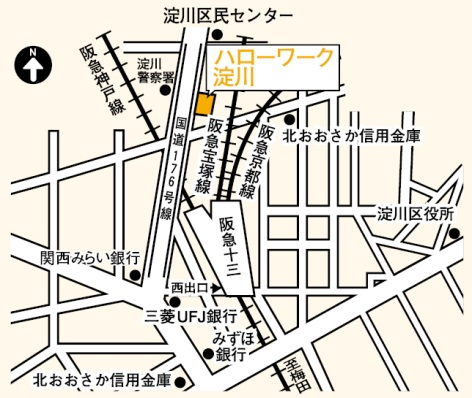 淀川区民センター
N
阪急神戸線
淀川
警察署
ハローワーク
淀川
国道176号線
阪急宝塚線
阪急京都線
北おおさか信用金庫
淀川区役所
阪急十三
関西みらい銀行
西出口
三菱UFJ銀行
みずほ
銀行
至梅田
北おおさか信用金庫